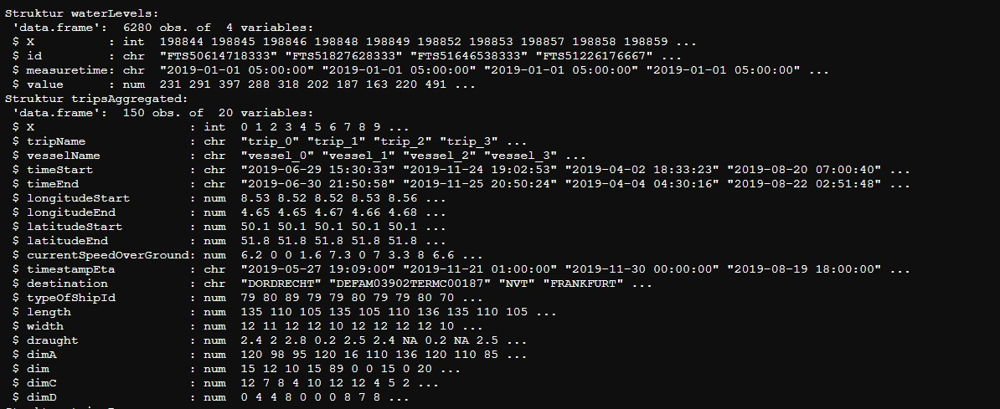 Struktur waterLevels:
'data.frame':  6280 obs. of  4 variables:
 $ X          : int  198844 198845 198846 198848 198849 198852 198853 198857 198858 198859 ...
 $ id         : chr  "FTS50614718333" "FTS51827628333" "FTS51646538333" "FTS51226176667" ...
 $ measuretime: chr  "2019-01-01 05:00:00" "2019-01-01 05:00:00" "2019-01-01 05:00:00" "2019-01-01 05:00:00" ...
 $ value      : num  231 291 397 288 318 202 187 163 220 491 ...
Struktur tripsAggregated:
'data.frame':  150 obs. of  20 variables:
 $ X                     : int  0 1 2 3 4 5 6 7 8 9 ...
 $ tripName              : chr  "trip_0" "trip_1" "trip_2" "trip_3" ...
 $ vesselName            : chr  "vessel_0" "vessel_1" "vessel_2" "vessel_3" ...
 $ timeStart             : chr  "2019-06-29 15:30:33" "2019-11-24 19:02:53" "2019-04-02 18:33:23" "2019-08-20 07:00:40" ...
 $ timeEnd               : chr  "2019-06-30 21:50:58" "2019-11-25 20:50:24" "2019-04-04 04:30:16" "2019-08-22 02:51:48" ...
 $ longitudeStart        : num  8.53 8.52 8.52 8.53 8.56 ...
 $ longitudeEnd          : num  4.65 4.65 4.67 4.66 4.68 ...
 $ latitudeStart         : num  50.1 50.1 50.1 50.1 50.1 ...
 $ latitudeEnd           : num  51.8 51.8 51.8 51.8 51.8 ...
 $ currentSpeedOverGround: num  6.2 0 0 1.6 7.3 0 7 3.3 8 6.6 ...
 $ timestampEta          : chr  "2019-05-27 19:09:00" "2019-11-21 01:00:00" "2019-11-30 00:00:00" "2019-08-19 18:00:00" ...
 $ destination           : chr  "DORDRECHT" "DEFAM03902TERMC00187" "NVT" "FRANKFURT" ...
 $ typeOfShipId          : num  79 80 89 79 79 80 79 79 80 70 ...
 $ length                : num  135 110 105 135 105 110 136 135 110 105 ...
 $ width                 : num  12 11 12 12 10 12 12 12 12 10 ...
 $ draught               : num  2.4 2 2.8 0.2 2.5 2.4 NA 0.2 NA 2.5 ...
 $ dimA                  : num  120 98 95 120 16 110 136 120 110 85 ...
 $ dim                   : num  15 12 10 15 89 0 0 15 0 20 ...
 $ dimC                  : num  12 7 8 4 10 12 12 4 5 2 ...
 $ dimD                  : num  0 4 4 8 0 0 0 8 7 8 ...